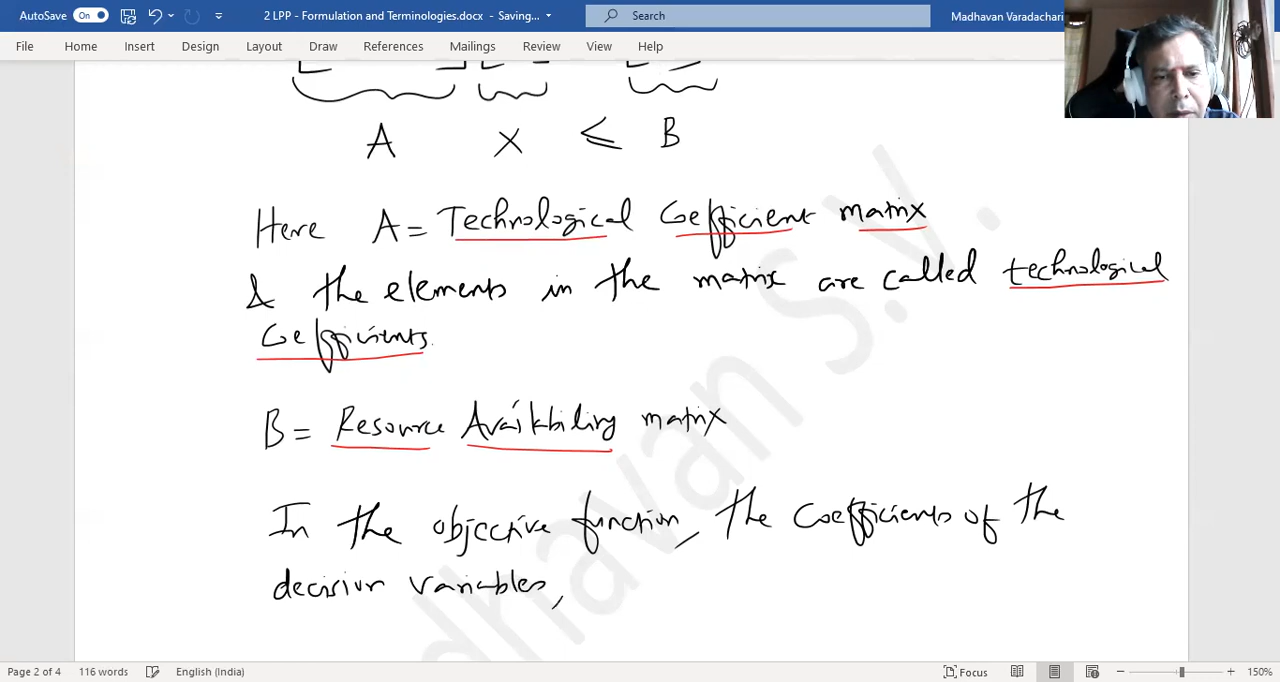 AutoSave On 2 LPP - Formulation and Terminologies.docx - Saving... Search Madhavan Varadachari
File Home Insert Design Layout Draw References Mailings Review View Help
A X ≤ B
Here A = Technological Coefficient matrix
& the elements in the matrix are called technological
Coefficients.
B = Resource Availability matrix
In the objective function, the coefficients of the
decision variables,
Madhavan S.V.
Page 2 of 4 116 words English (India) Focus 150%